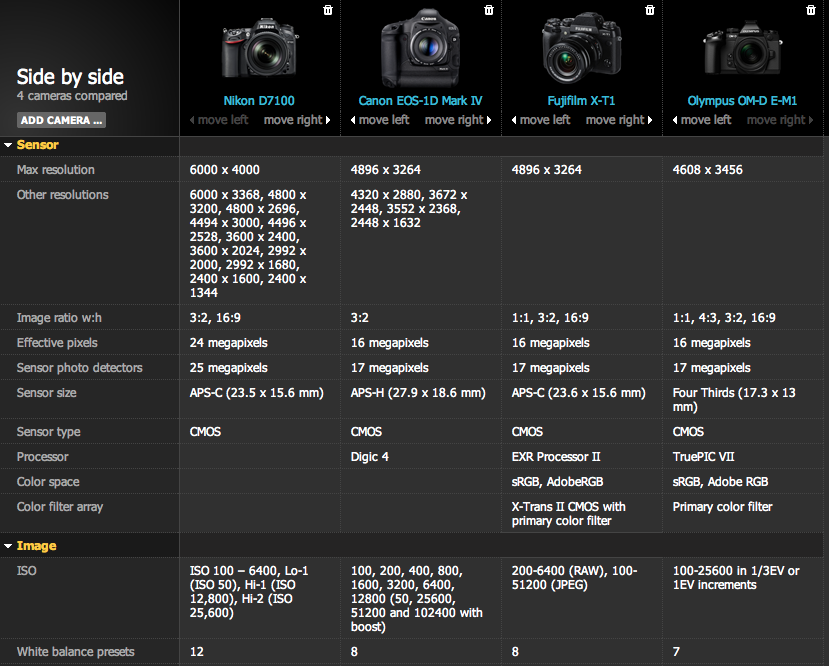 Side by side
4 cameras compared
ADD CAMERA ...
Nikon D7100
Canon EOS-1D Mark IV
Fujifilm X-T1
Olympus OM-D E-M1
move left move right
move left move right
move left move right
move left move right
Sensor
Max resolution
6000 x 4000
4896 x 3264
4896 x 3264
4608 x 3456
Other resolutions
6000 x 3368, 4800 x
3200, 4800 x 2696,
4494 x 3000, 4496 x
2528, 3600 x 2400,
3600 x 2024, 2992 x
2000, 2992 x 1680,
2400 x 1600, 2400 x
1344
4320 x 2880, 3672 x
2448, 3552 x 2368,
2448 x 1632
Image ratio w:h
3:2, 16:9
3:2
1:1, 3:2, 16:9
1:1, 4:3, 3:2, 16:9
Effective pixels
24 megapixels
16 megapixels
16 megapixels
16 megapixels
Sensor photo detectors
25 megapixels
17 megapixels
17 megapixels
17 megapixels
Sensor size
APS-C (23.5 x 15.6 mm)
APS-H (27.9 x 18.6 mm)
APS-C (23.6 x 15.6 mm)
Four Thirds (17.3 x 13
mm)
Sensor type
CMOS
CMOS
CMOS
CMOS
Processor
Digic 4
EXR Processor II
TruePIC VII
Color space
sRGB, AdobeRGB
sRGB, Adobe RGB
Color filter array
X-Trans II CMOS with
primary color filter
Primary color filter
Image
ISO
ISO 100 – 6400, Lo-1
(ISO 50), Hi-1 (ISO
12,800), Hi-2 (ISO
25,600)
100, 200, 400, 800,
1600, 3200, 6400,
12800 (50, 25600,
51200 and 102400 with
boost)
200-6400 (RAW), 100-
51200 (JPEG)
100-25600 in 1/3EV or
1EV increments
White balance presets
12
8
8
7